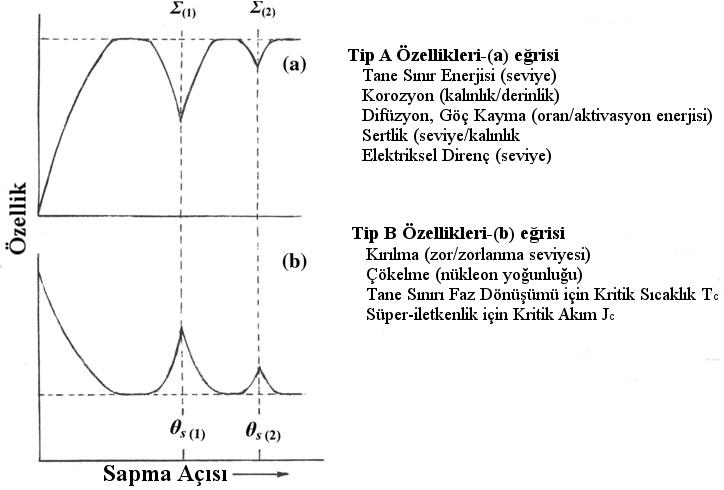 Σ(1) Σ(2)
(a)
Tip A Özellikleri-(a) eğrisi
Tane Sınır Enerjisi (seviye)
Korozyon (kalınlık/derinlik)
Difüzyon, Göç Kayma (oran/aktivasyon enerjisi)
Sertlik (seviye/kalınlık
Elektriksel Direnç (seviye)
Özellik
(b)
Tip B Özellikleri-(b) eğrisi
Kırılma (zor/zorlanma seviyesi)
Çökelme (nükleon yoğunluğu)
Tane Sınırı Faz Dönüşümü için Kritik Sıcaklık Tc
Süper-iletkenlik için Kritik Akım Jc
θs (1) θs (2)
Sapma Açısı